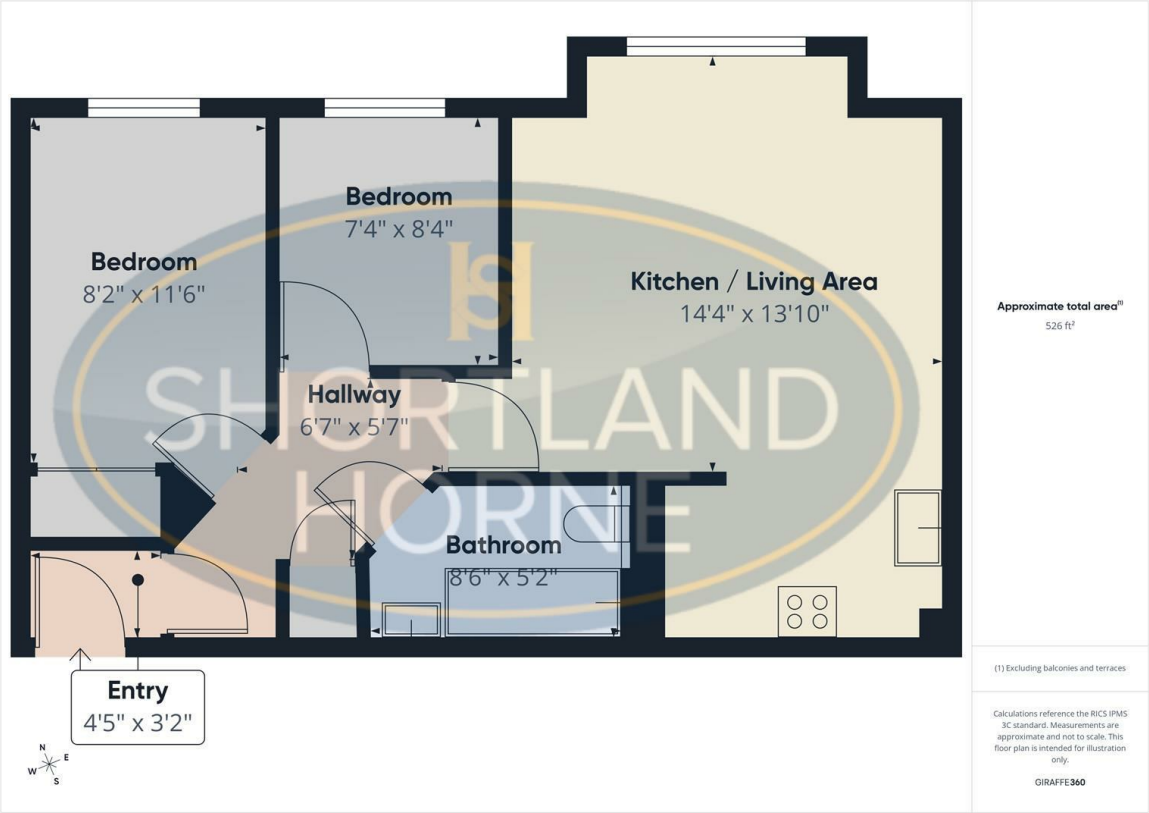 Bedroom
7'4" x 8'4"
Bedroom
8'2" x 11'6"
Kitchen / Living Area
14'4" x 13'10"
SH
SHORTLAND
HORNE
Hallway
6'7" x 5'7"
Bathroom
8'6" x 5'2"
Entry
4'5" x 3'2"
N
E
W
S
Approximate total area(1)
526 ft²
(1) Excluding balconies and terraces
Calculations reference the RICS IPMS
3C standard. Measurements are
approximate and not to scale. This
floor plan is intended for illustration
only.
GIRAFFE360